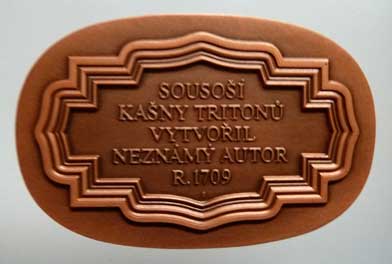 SOUSOŠÍ
KAŠNY TRITONŮ
VYTVOŘIL
NEZNÁMÝ AUTOR
R.1709